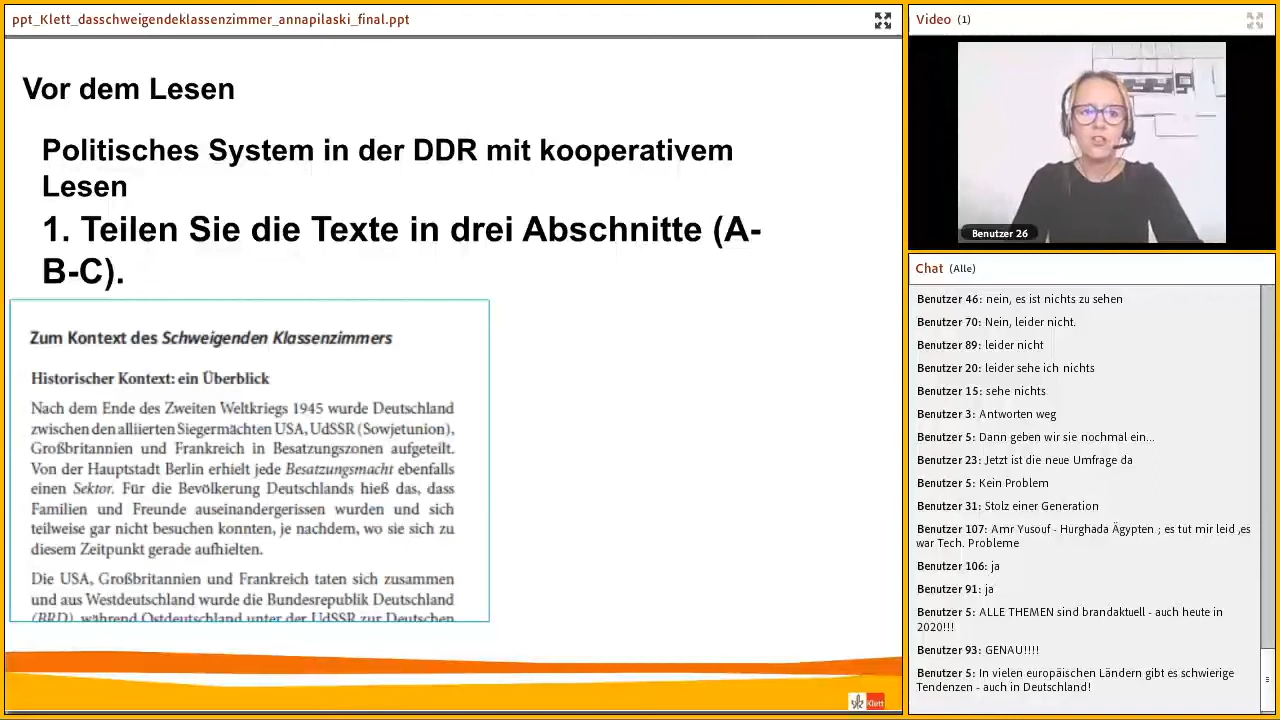 ppt_Klett_dasschweigendeklassenzimmer_annapilaski_final.ppt
Vor dem Lesen
Politisches System in der DDR mit kooperativem
Lesen
1. Teilen Sie die Texte in drei Abschnitte (A-
B-C).
Zum Kontext des Schweigenden Klassenzimmers
Historischer Kontext: ein Überblick
Nach dem Ende des Zweiten Weltkriegs 1945 wurde Deutschland
zwischen den alliierten Siegermächten USA, UdSSR (Sowjetunion),
Großbritannien und Frankreich in Besatzungszonen aufgeteilt.
Von der Hauptstadt Berlin erhielt jede Besatzungsmacht ebenfalls
einen Sektor. Für die Bevölkerung Deutschlands hieß das, dass
Familien und Freunde auseinandergerissen wurden und sich
teilweise gar nicht besuchen konnten, je nachdem, wo sie sich zu
diesem Zeitpunkt gerade aufhielten.
Die USA, Großbritannien und Frankreich taten sich zusammen
und aus Westdeutschland wurde die Bundesrepublik Deutschland
(BRD), während Ostdeutschland unter der UdSSR zur Deutschen
Klett
Video (1)
Benutzer 26
Chat (Alle)
Benutzer 46: nein, es ist nichts zu sehen
Benutzer 70: Nein, leider nicht.
Benutzer 89: leider nicht
Benutzer 20: leider sehe ich nichts
Benutzer 15: sehe nichts
Benutzer 3: Antworten weg
Benutzer 5: Dann geben wir sie nochmal ein...
Benutzer 23: Jetzt ist die neue Umfrage da
Benutzer 5: Kein Problem
Benutzer 31: Stolz einer Generation
Benutzer 107: Amr Yusouf - Hurghada Ägypten ; es tut mir leid ,es
war Tech. Probleme
Benutzer 106: ja
Benutzer 91: ja
Benutzer 5: ALLE THEMEN sind brandaktuell - auch heute in
2020!!!
Benutzer 93: GENAU!!!!
Benutzer 5: In vielen europäischen Ländern gibt es schwierige
Tendenzen - auch in Deutschland!